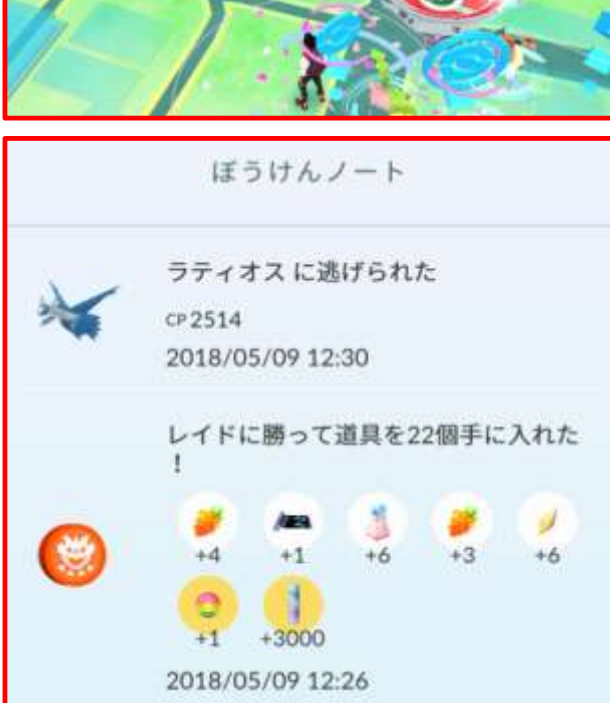 ぼうけんノート
ラティオス に逃げられた
CP 2514
2018/05/09 12:30
レイドに勝って道具を22個手に入れた
！
+4 +1 +6 +3 +6
+1 +3000
2018/05/09 12:26